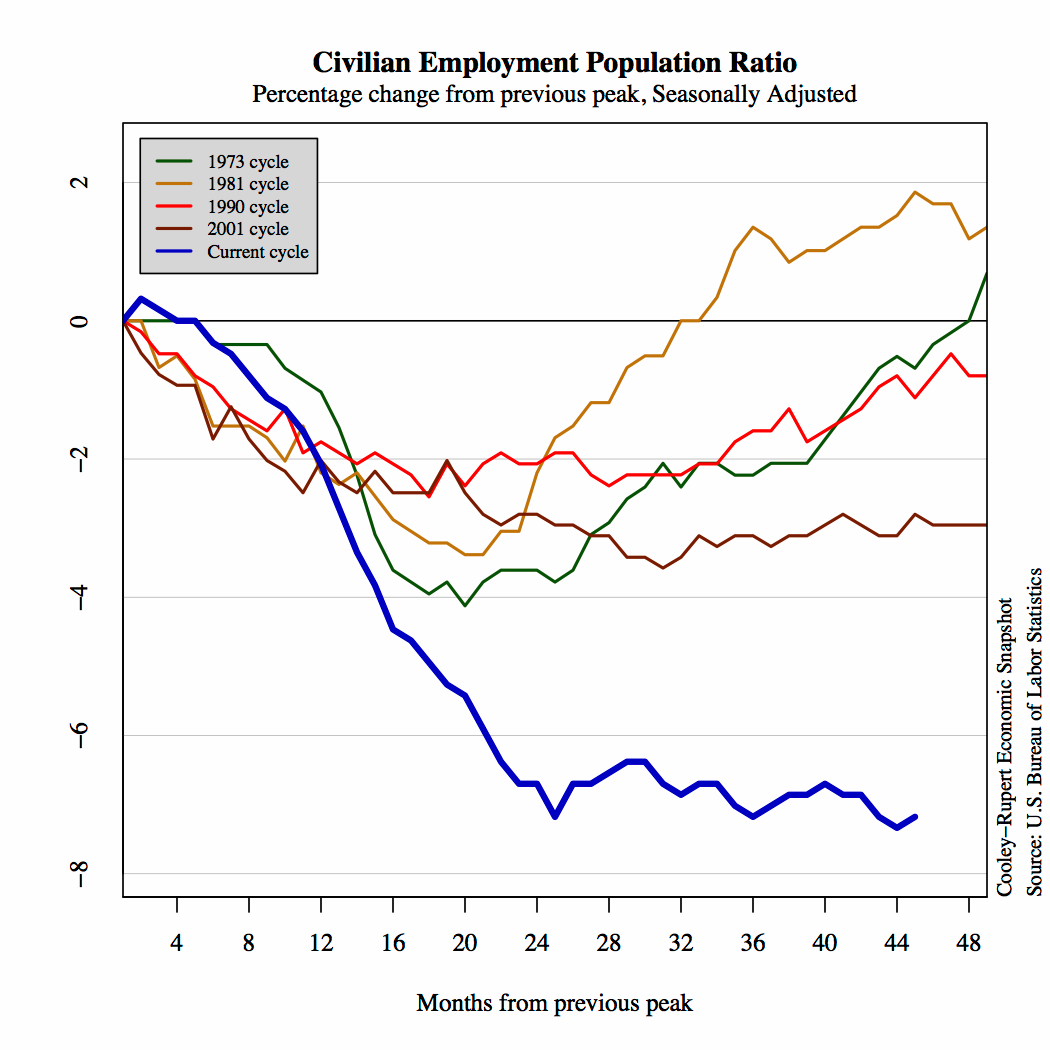 Civilian Employment Population Ratio
Percentage change from previous peak, Seasonally Adjusted
1973 cycle
1981 cycle
1990 cycle
2001 cycle
Current cycle
2
0
−2
−4
−6
−8
4 8 12 16 20 24 28 32 36 40 44 48
Months from previous peak
Cooley−Rupert Economic Snapshot
Source: U.S. Bureau of Labor Statistics